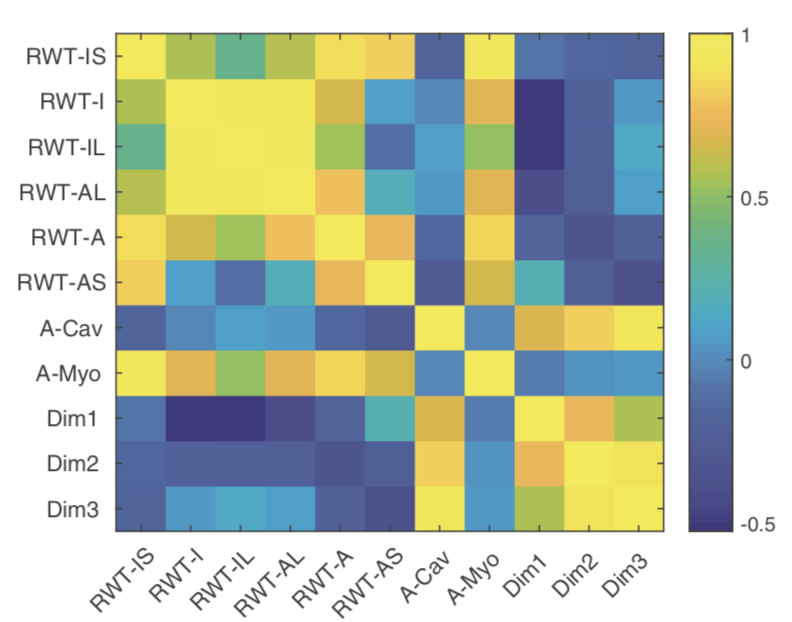 RWT-IS
RWT-I
RWT-IL
RWT-AL
RWT-A
RWT-AS
A-Cav
A-Myo
Dim1
Dim2
Dim3
RWT-IS RWT-I RWT-IL RWT-AL RWT-A RWT-AS A-Cav A-Myo Dim1 Dim2 Dim3
1
0.5
0
-0.5